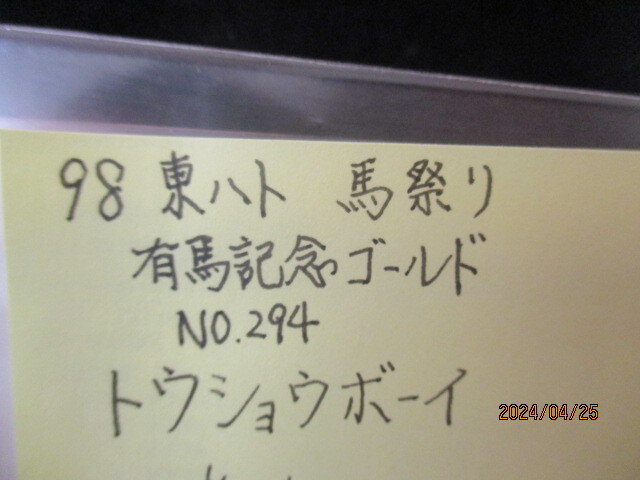 98 東ハト 馬祭り
有馬記念ゴールド
NO.294
トウショウボーイ
2024/04/25